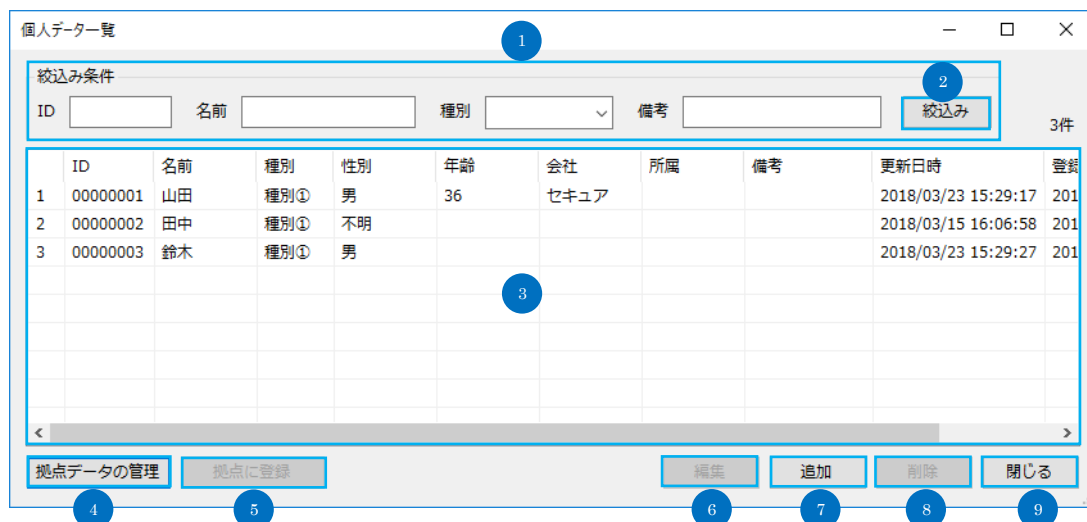 個人データ一覧
1
絞込み条件
2
ID 名前 種別 備考 絞込み
3件
ID 名前 種別 性別 年齢 会社 所属 備考 更新日時 登録
1 00000001 山田 種別① 男 36 セキュア 2018/03/23 15:29:17 201
2 00000002 田中 種別① 不明 2018/03/15 16:06:58 201
3 00000003 鈴木 種別① 男 2018/03/23 15:29:27 201
3
拠点データの管理 拠点に登録 編集 追加 削除 閉じる
4 5 6 7 8 9